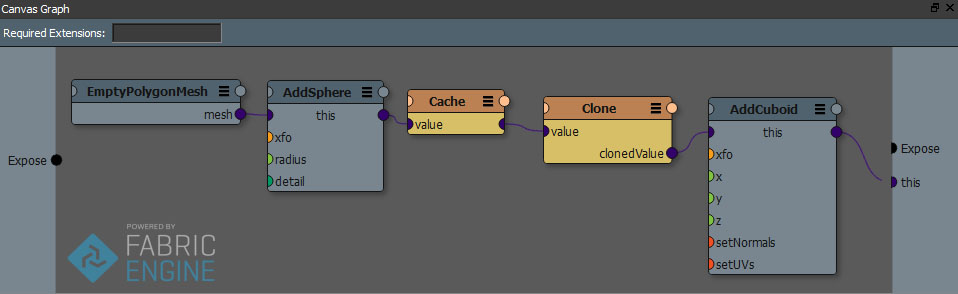 Canvas Graph
Required Extensions:
EmptyPolygonMesh
mesh
AddSphere
this
xfo
radius
detail
Cache
value
Clone
value
clonedValue
AddCuboid
this
xfo
x
y
z
setNormals
setUVs
Expose
Expose
this
POWERED BY
FABRIC
ENGINE